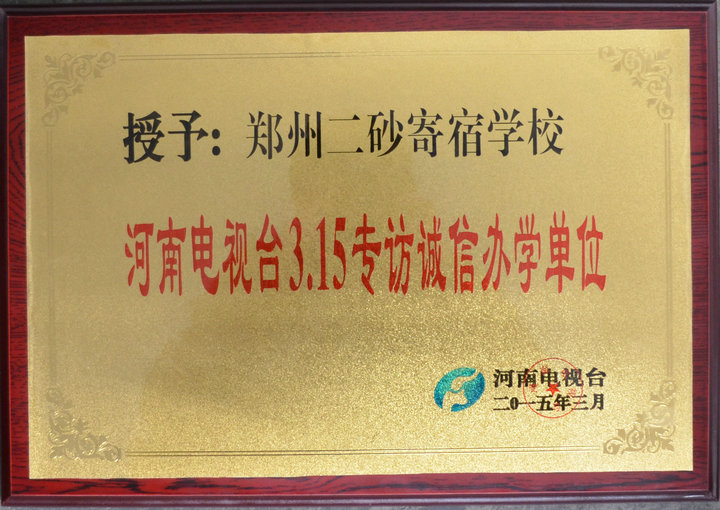 授予：郑州二砂寄宿学校
河南电视台3.15专访诚信办学单位
河南电视台
二0一五年三月